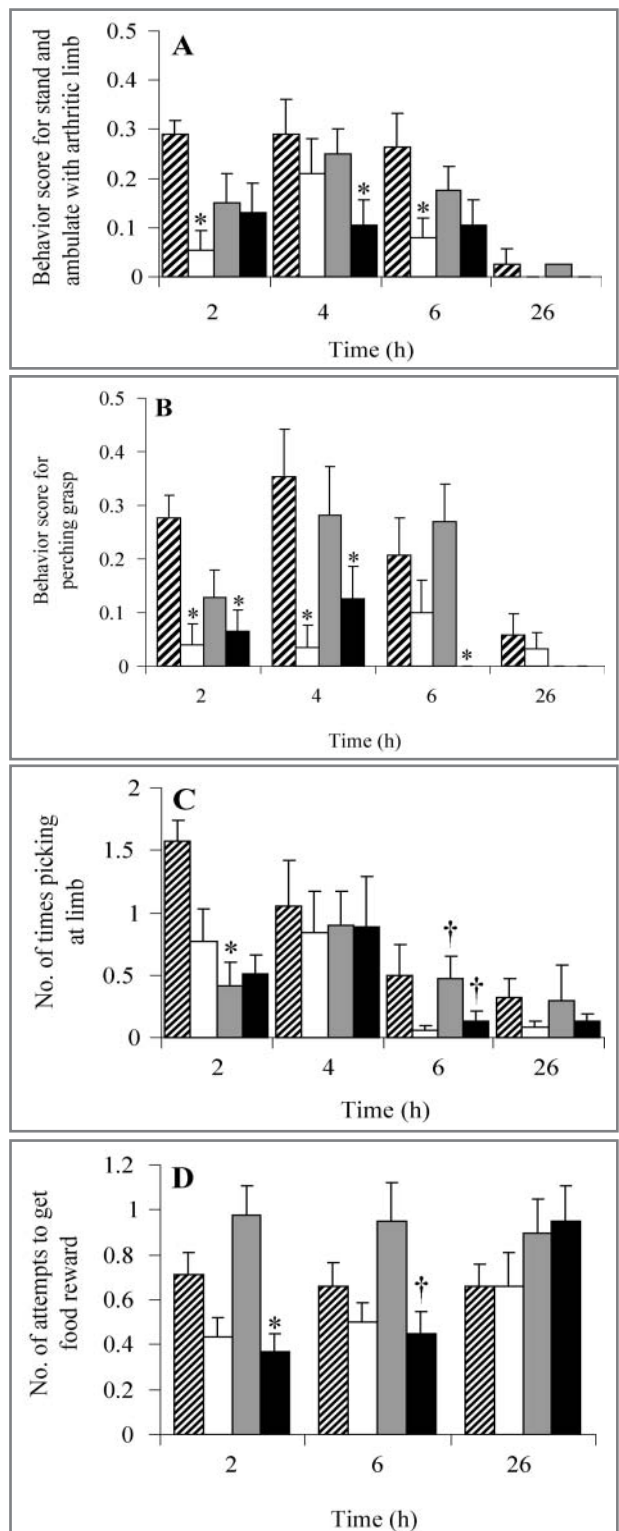 A
Behavior score for stand and
ambulate with arthritic limb
0.5
0.4
0.3
0.2
0.1
0
*
*
*
2 4 6 26
Time (h)
B
Behavior score for
perching grasp
0.5
0.4
0.3
0.2
0.1
0
*
*
*
*
*
2 4 6 26
Time (h)
C
No. of times picking
at limb
2
1.5
1
0.5
0
*
†
†
2 4 6 26
Time (h)
D
No. of attempts to get
food reward
1.2
1
0.8
0.6
0.4
0.2
0
*
†
2 6 26
Time (h)